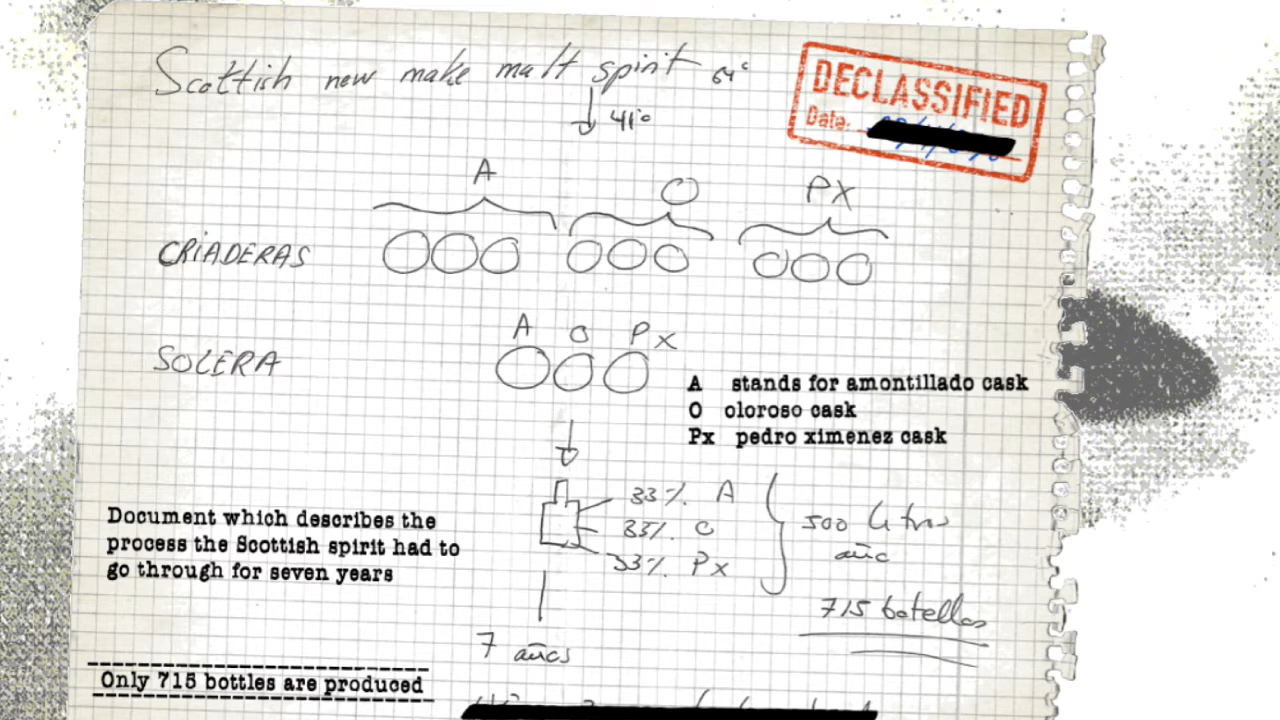 Scottish new make malt spirit 64°
DECLASSIFIED
Date:
41°
A O PX
CRIADERAS
A O PX
SOLERA
A stands for amontillado cask
O oloroso cask
Px pedro ximenez cask
33% A
33% O
33% Px
500 litros
año
715 botellas
Document which describes the
process the Scottish spirit had to
go through for seven years
7 años
Only 715 bottles are produced